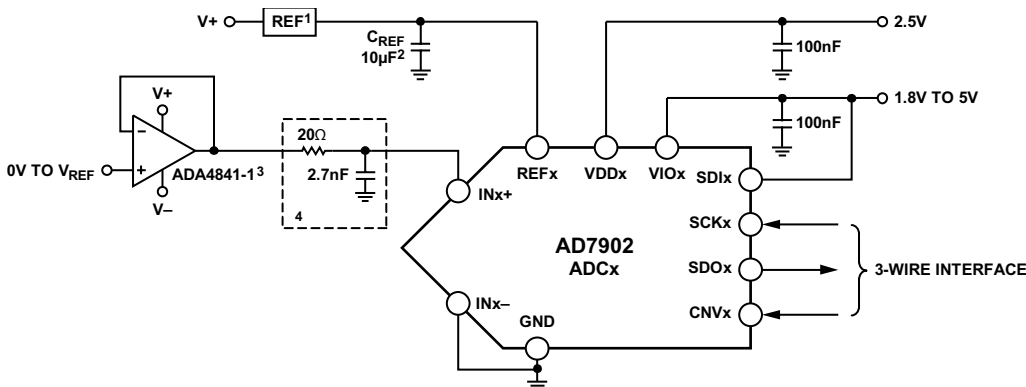 V+
REF1
CREF
10µF2
100nF
2.5V
1.8V TO 5V
100nF
V+
−
+
0V TO VREF
ADA4841-13
V−
20Ω
2.7nF
4
REFx
VDDx
VIOx
SDIx
INx+
SCKx
AD7902
ADCx
SDOx
3-WIRE INTERFACE
INx−
CNVx
GND